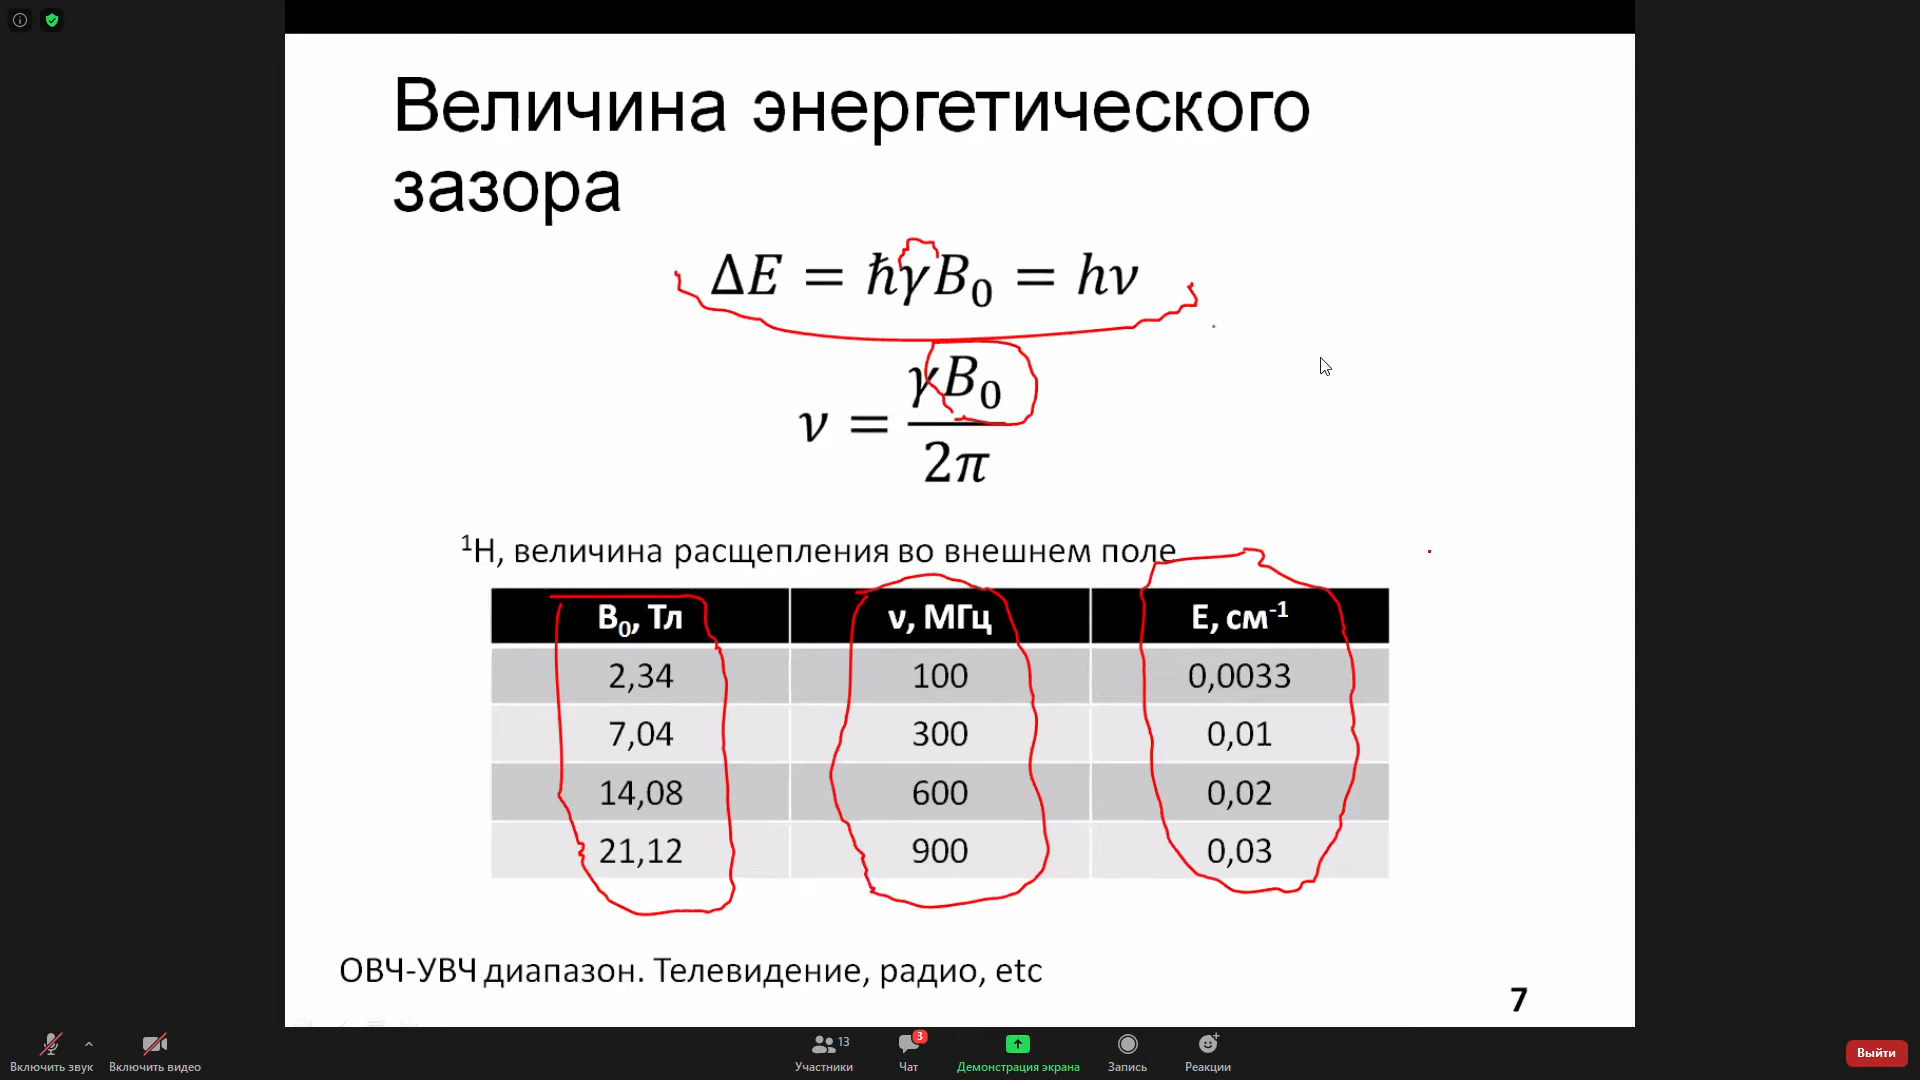 Величина энергетического
зазора
ΔE = ħγB₀ = hν
ν = γB₀ / 2π
¹H, величина расщепления во внешнем поле
B₀, Тл ν, МГц E, см⁻¹
2,34 100 0,0033
7,04 300 0,01
14,08 600 0,02
21,12 900 0,03
ОВЧ-УВЧ диапазон. Телевидение, радио, etc
7
Включить звук Включить видео Участники 13 Чат 3 Демонстрация экрана Запись Реакции Выйти